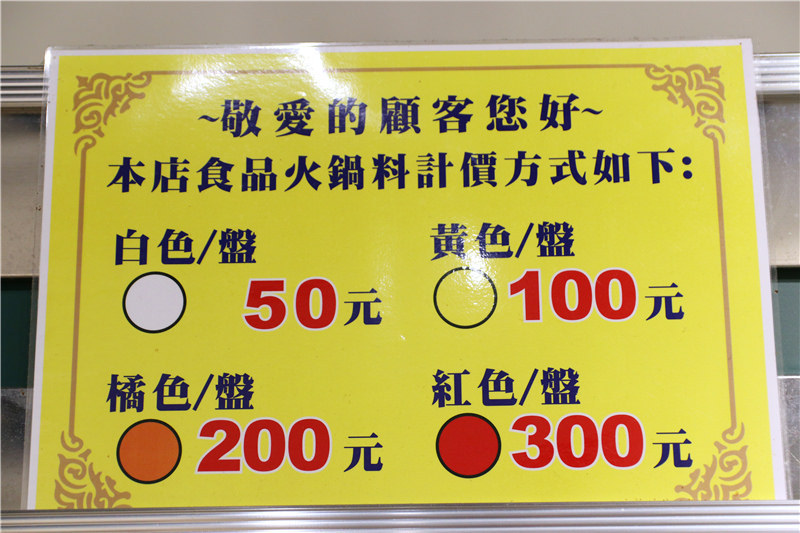 ~敬愛的顧客您好~
本店食品火鍋料計價方式如下:
白色/盤
50元
黃色/盤
100元
橘色/盤
200元
紅色/盤
300元